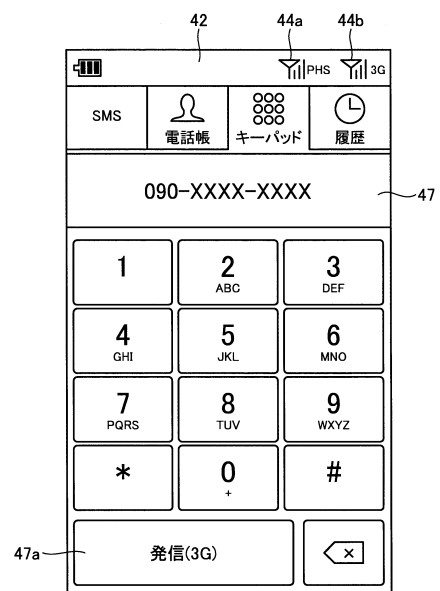 42 44a 44b
PHS 3G
SMS 電話帳 キーパッド 履歴
090-XXXX-XXXX 47
1 2 3
ABC DEF
4 5 6
GHI JKL MNO
7 8 9
PQRS TUV WXYZ
* 0 #
+
47a 発信(3G) ×